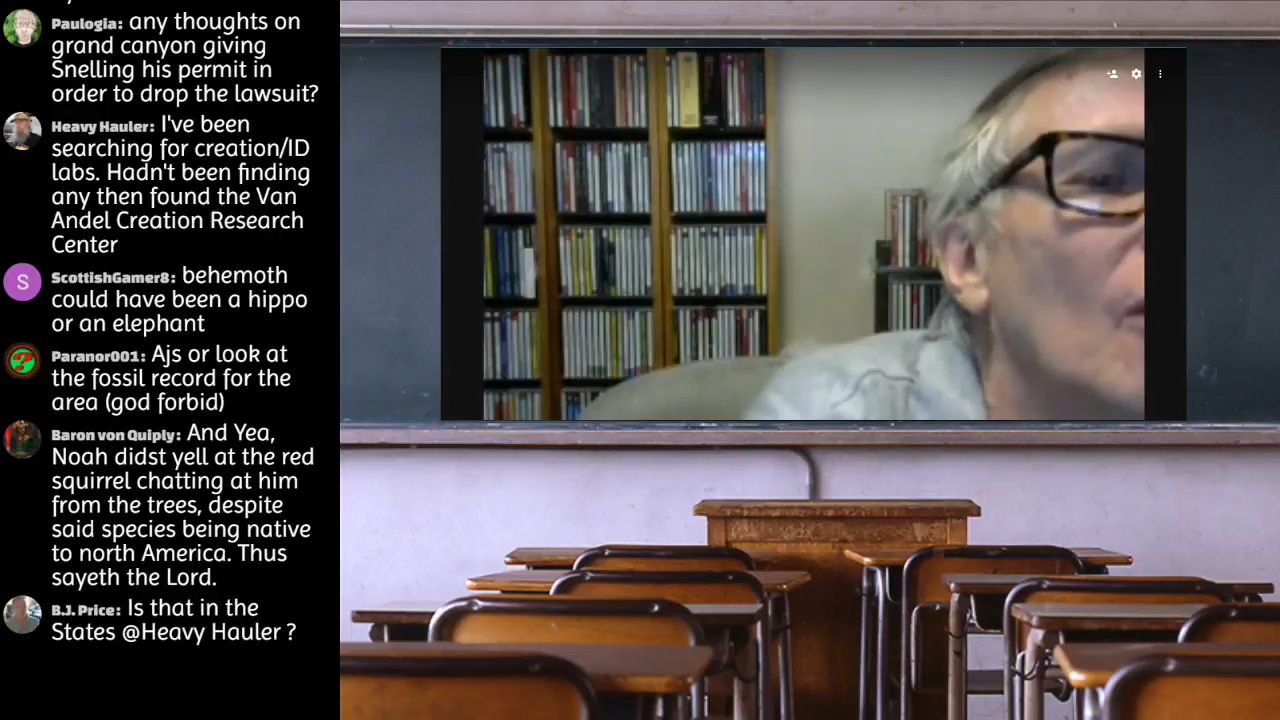 Paulogia: any thoughts on
grand canyon giving
Snelling his permit in
order to drop the lawsuit?
Heavy Hauler: I've been
searching for creation/ID
labs. Hadn't been finding
any then found the Van
Andel Creation Research
Center
S
ScottishGamer8: behemoth
could have been a hippo
or an elephant
?
Paranor001: Ajs or look at
the fossil record for the
area (god forbid)
Baron von Quiply: And Yea,
Noah didst yell at the red
squirrel chatting at him
from the trees, despite
said species being native
to north America. Thus
sayeth the Lord.
B.J. Price: Is that in the
States @Heavy Hauler ?